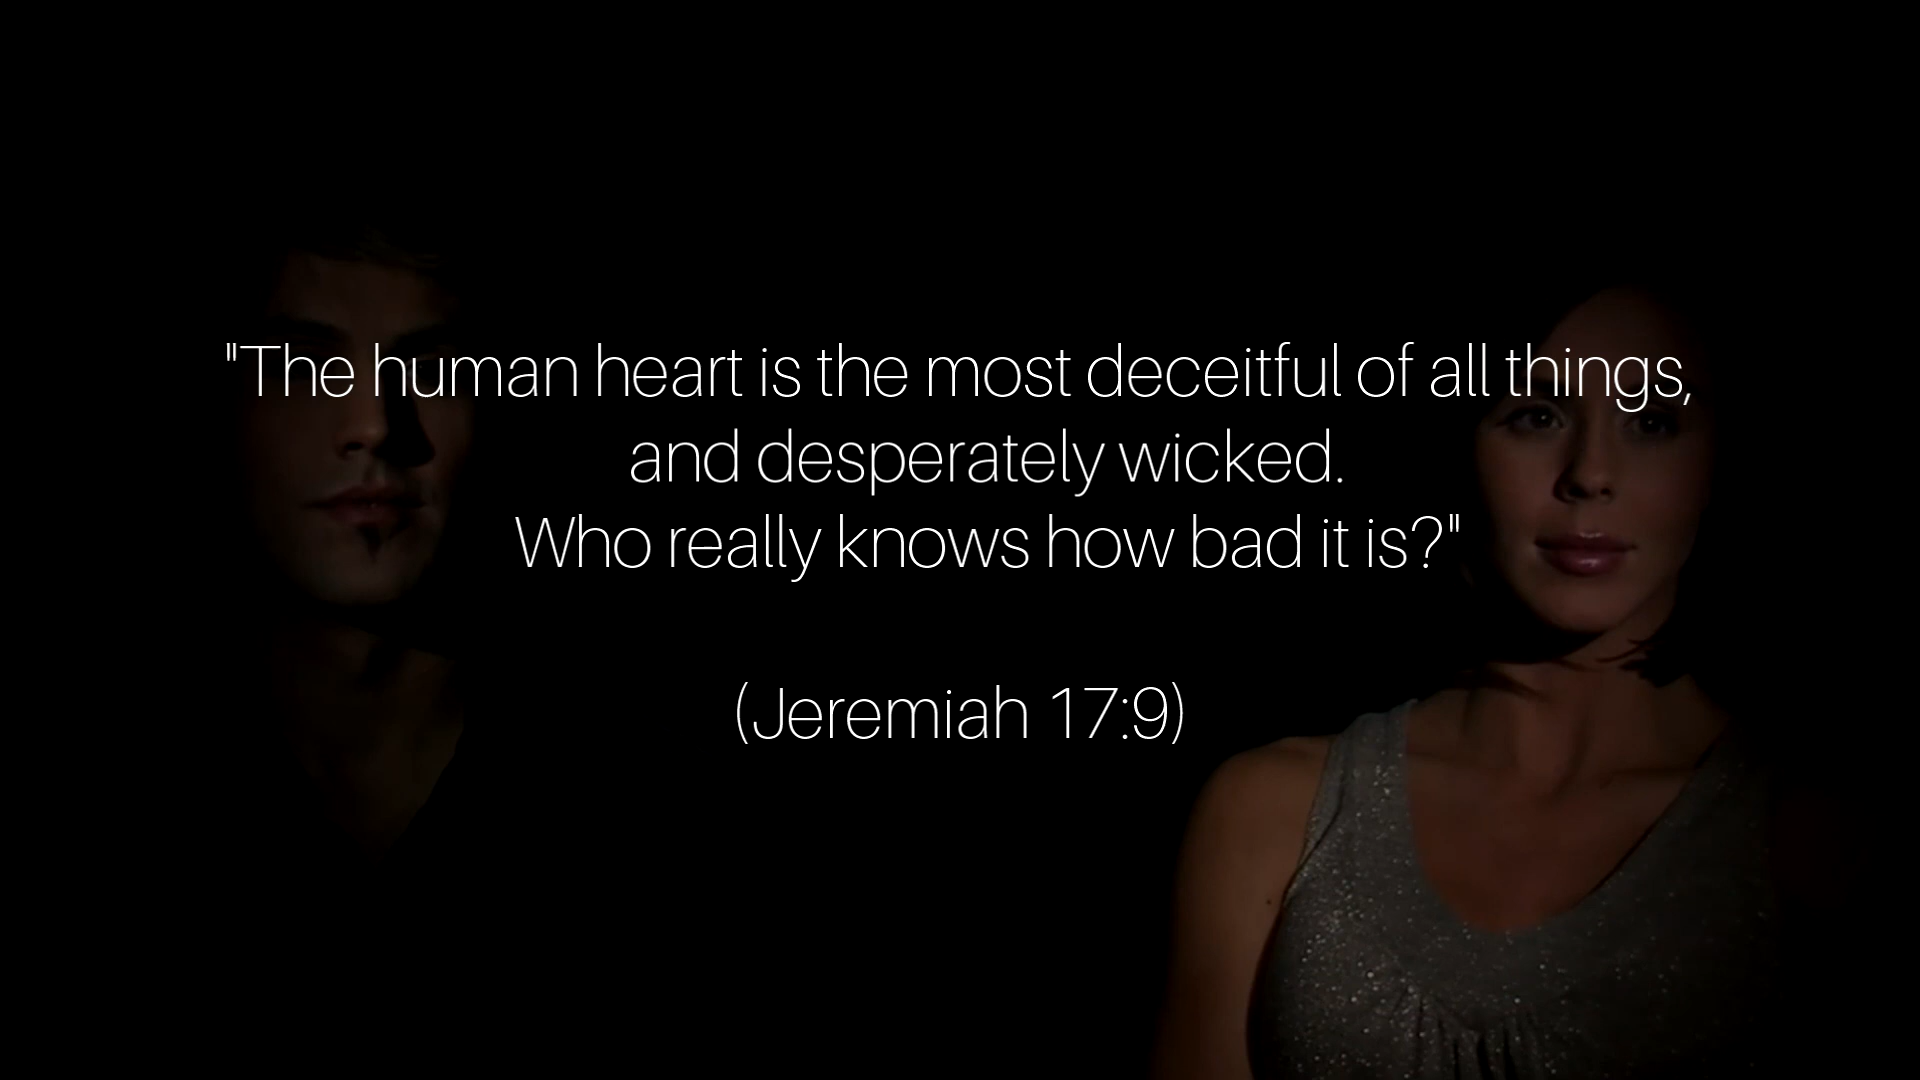 "The human heart is the most deceitful of all things,
and desperately wicked.
Who really knows how bad it is?"
(Jeremiah 17:9)